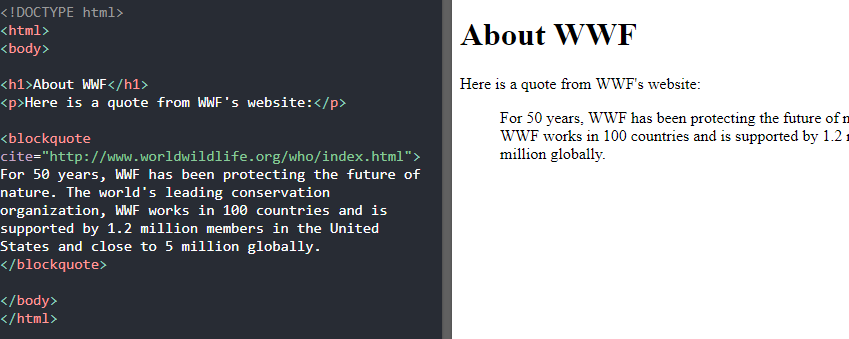 <!DOCTYPE html>
<html>
<body>
<h1>About WWF</h1>
<p>Here is a quote from WWF's website:</p>
<blockquote
cite="http://www.worldwildlife.org/who/index.html">
For 50 years, WWF has been protecting the future of
nature. The world's leading conservation
organization, WWF works in 100 countries and is
supported by 1.2 million members in the United
States and close to 5 million globally.
</blockquote>
</body>
</html>
About WWF
Here is a quote from WWF's website:
For 50 years, WWF has been protecting the future of
WWF works in 100 countries and is supported by 1.2
million globally.